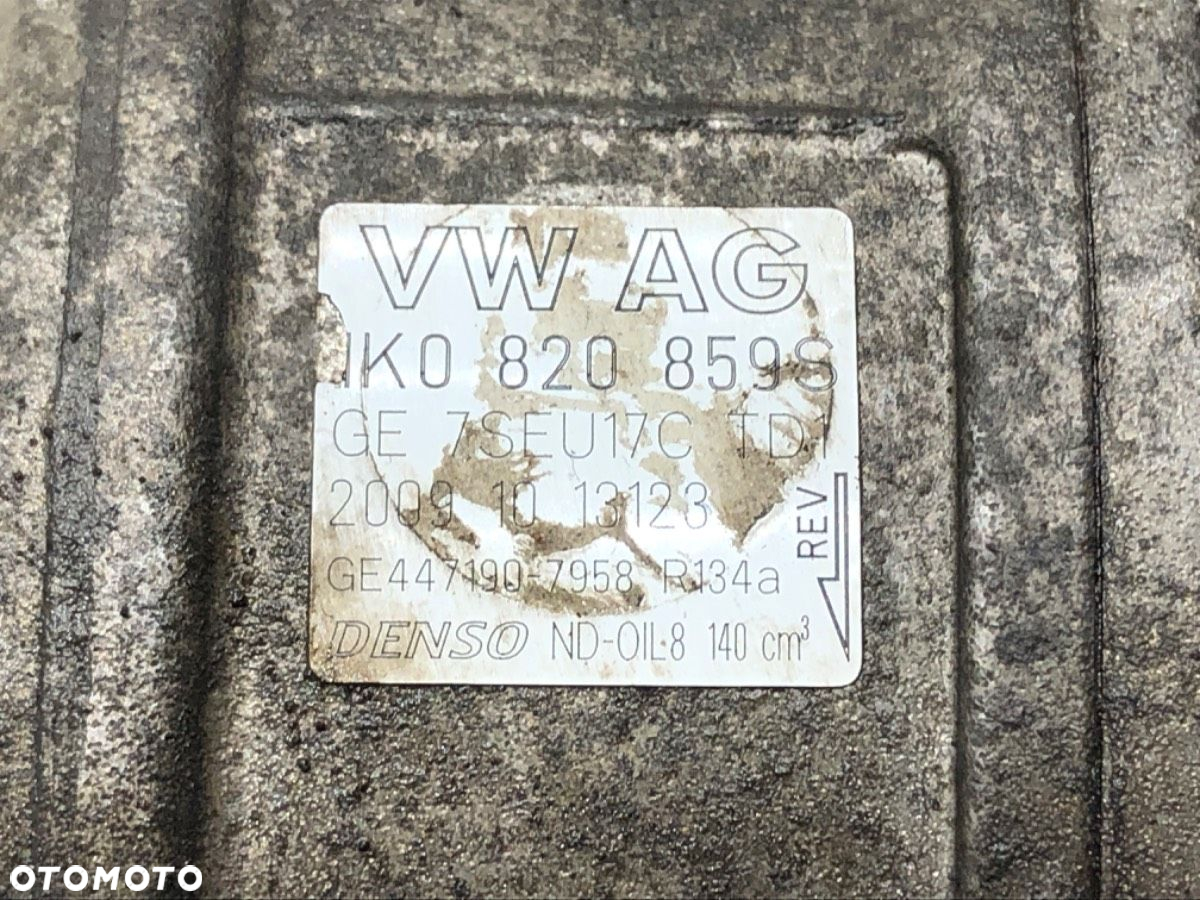 VW AG
1K0 820 859S
GE 7SEU17C TD1
2009 10 13123
GE447190-7958 R134a
REV
DENSO ND-OIL8 140 cm³
OTOMOTO